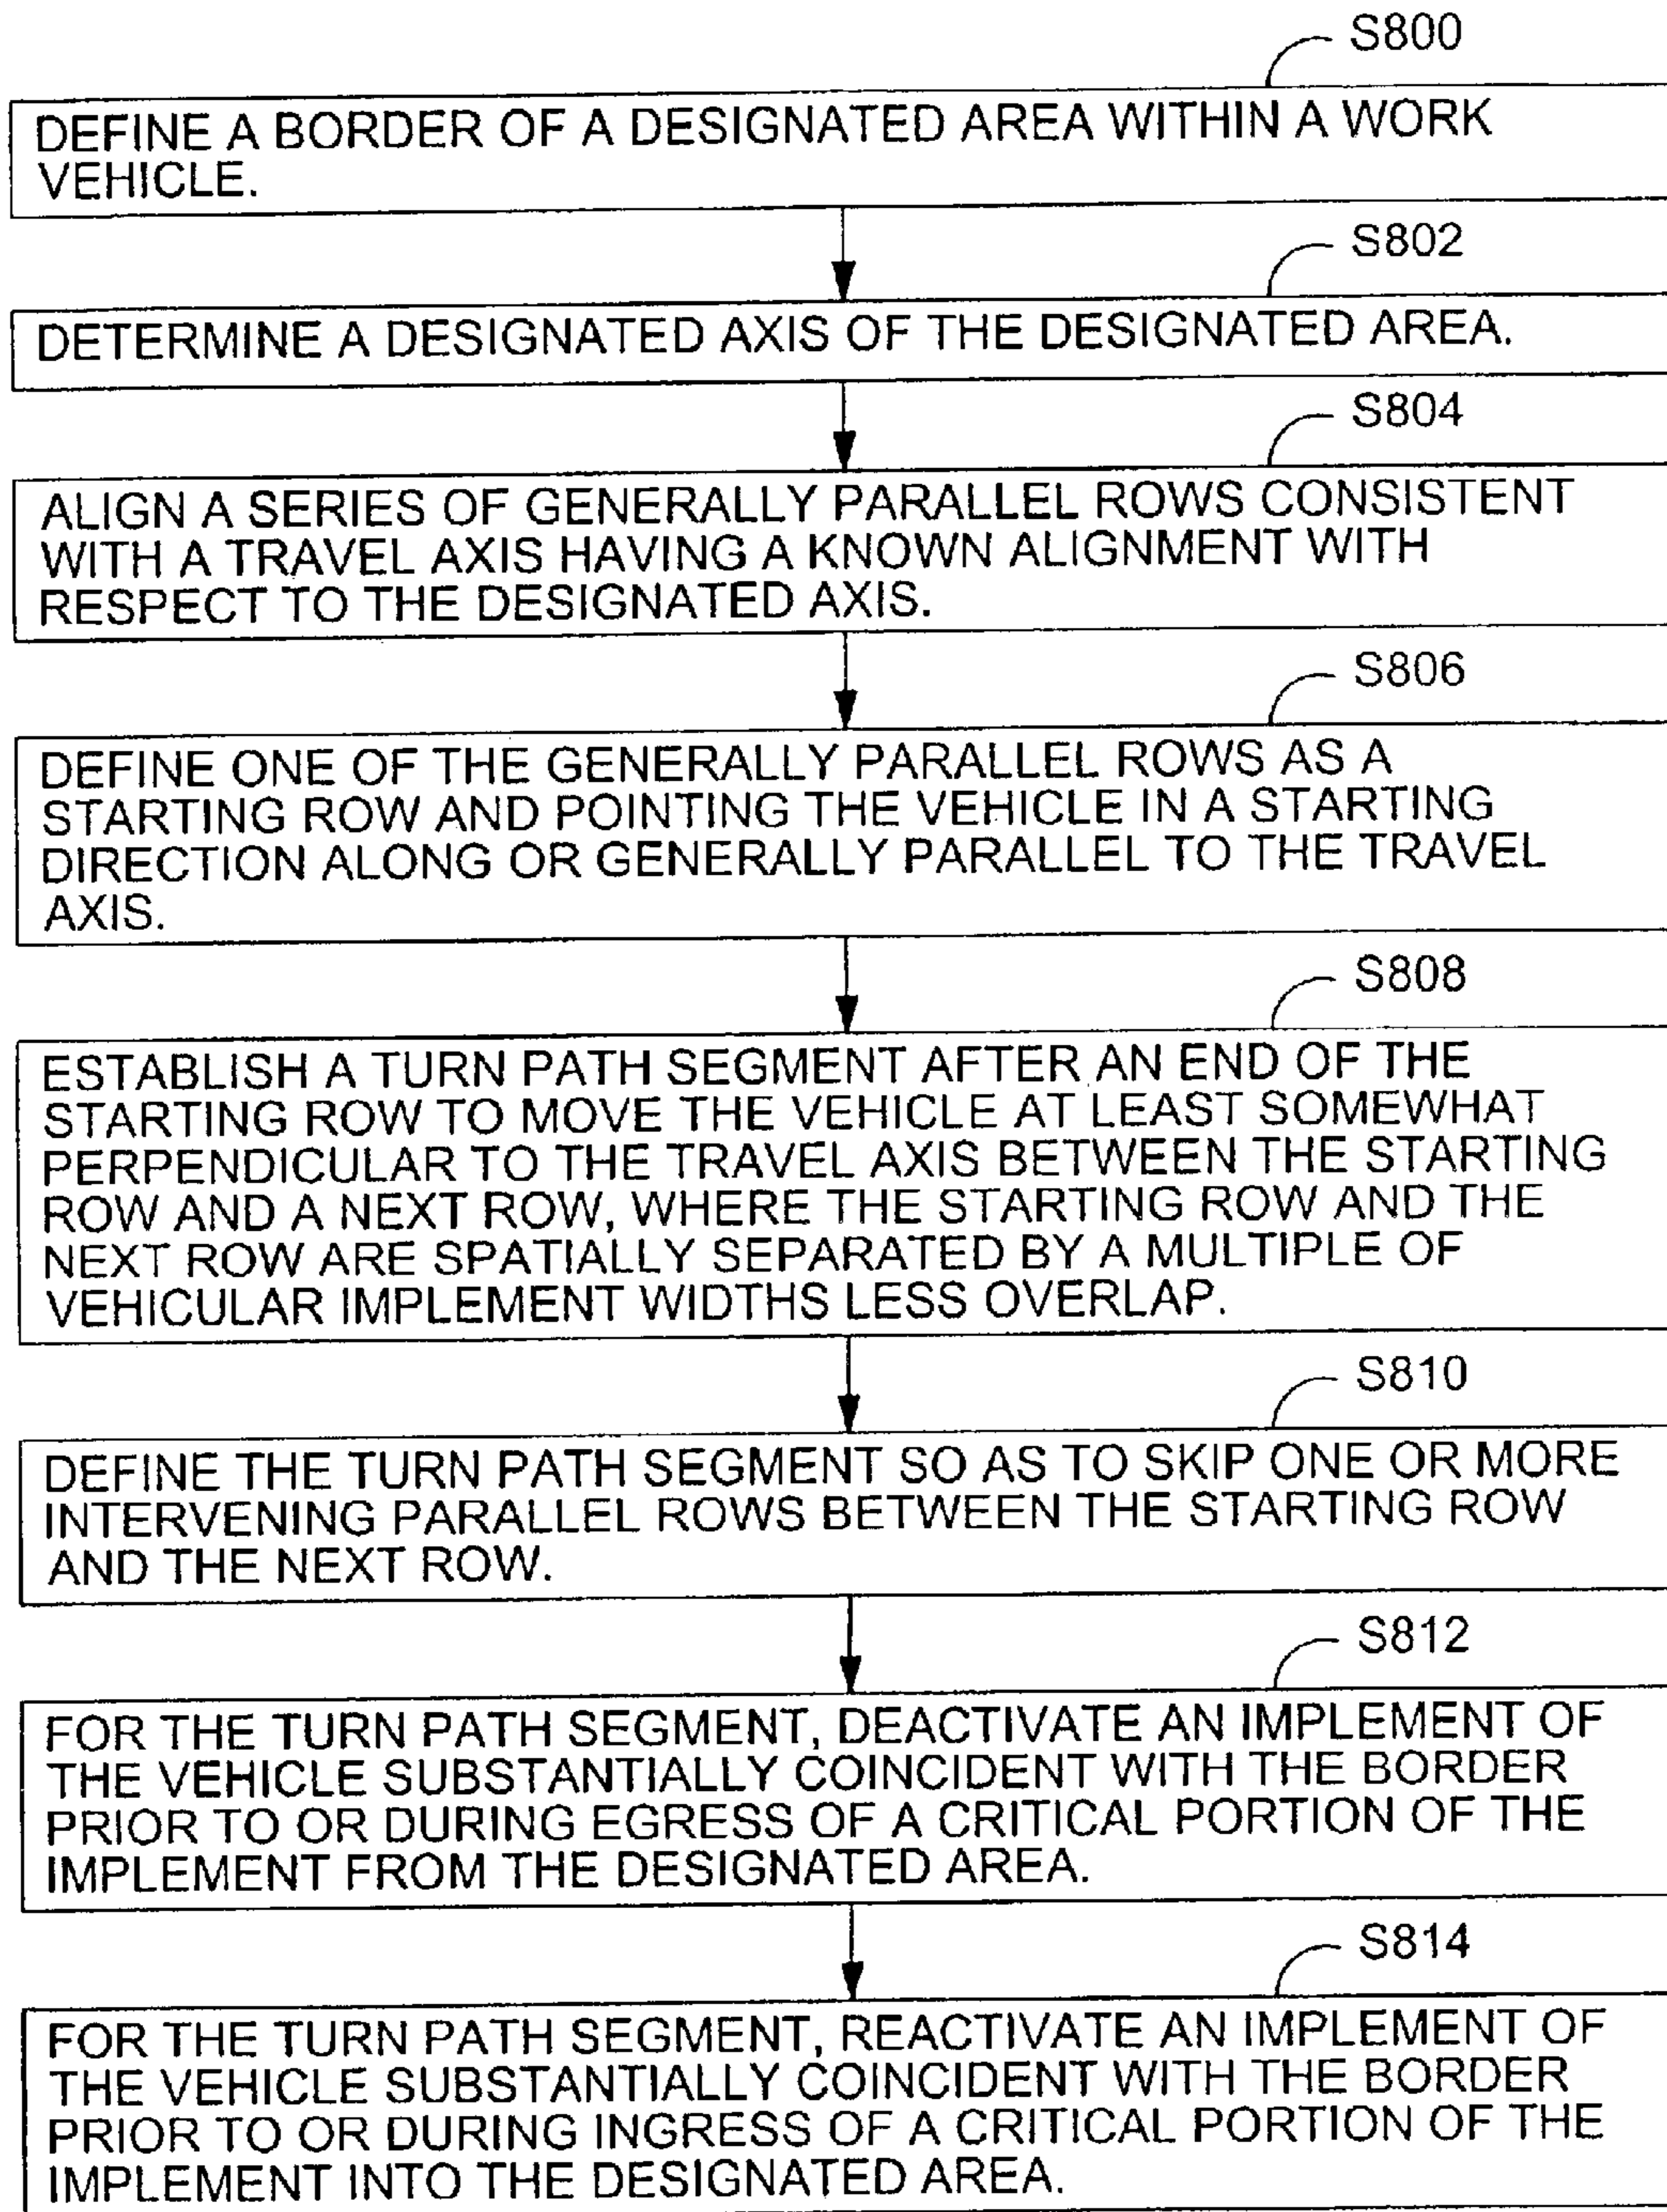 S800
DEFINE A BORDER OF A DESIGNATED AREA WITHIN A WORK
VEHICLE.
S802
DETERMINE A DESIGNATED AXIS OF THE DESIGNATED AREA.
S804
ALIGN A SERIES OF GENERALLY PARALLEL ROWS CONSISTENT
WITH A TRAVEL AXIS HAVING A KNOWN ALIGNMENT WITH
RESPECT TO THE DESIGNATED AXIS.
S806
DEFINE ONE OF THE GENERALLY PARALLEL ROWS AS A
STARTING ROW AND POINTING THE VEHICLE IN A STARTING
DIRECTION ALONG OR GENERALLY PARALLEL TO THE TRAVEL
AXIS.
S808
ESTABLISH A TURN PATH SEGMENT AFTER AN END OF THE
STARTING ROW TO MOVE THE VEHICLE AT LEAST SOMEWHAT
PERPENDICULAR TO THE TRAVEL AXIS BETWEEN THE STARTING
ROW AND A NEXT ROW, WHERE THE STARTING ROW AND THE
NEXT ROW ARE SPATIALLY SEPARATED BY A MULTIPLE OF
VEHICULAR IMPLEMENT WIDTHS LESS OVERLAP.
S810
DEFINE THE TURN PATH SEGMENT SO AS TO SKIP ONE OR MORE
INTERVENING PARALLEL ROWS BETWEEN THE STARTING ROW
AND THE NEXT ROW.
S812
FOR THE TURN PATH SEGMENT, DEACTIVATE AN IMPLEMENT OF
THE VEHICLE SUBSTANTIALLY COINCIDENT WITH THE BORDER
PRIOR TO OR DURING EGRESS OF A CRITICAL PORTION OF THE
IMPLEMENT FROM THE DESIGNATED AREA.
S814
FOR THE TURN PATH SEGMENT, REACTIVATE AN IMPLEMENT OF
THE VEHICLE SUBSTANTIALLY COINCIDENT WITH THE BORDER
PRIOR TO OR DURING INGRESS OF A CRITICAL PORTION OF THE
IMPLEMENT INTO THE DESIGNATED AREA.